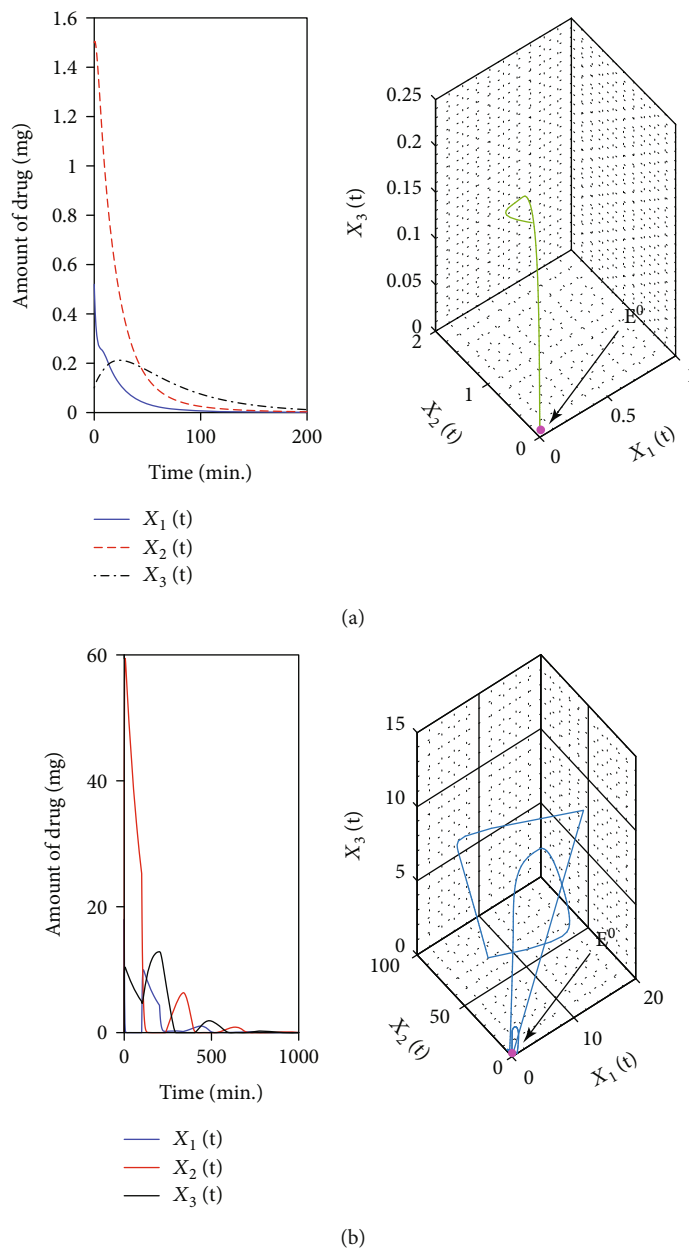 1.6
1.4
1.2
1
0.8
0.6
0.4
0.2
0
0
100
200
Amount of drug (mg)
Time (min.)
X1 (t)
X2 (t)
X3 (t)
0.25
0.2
0.15
0.1
0.05
0
2
1
0
0
0.5
X3 (t)
X2 (t)
X1 (t)
E0
(a)
60
40
20
0
0
500
1000
Amount of drug (mg)
Time (min.)
X1 (t)
X2 (t)
X3 (t)
15
10
5
0
100
50
0
0
10
20
X3 (t)
X2 (t)
X1 (t)
E0
(b)